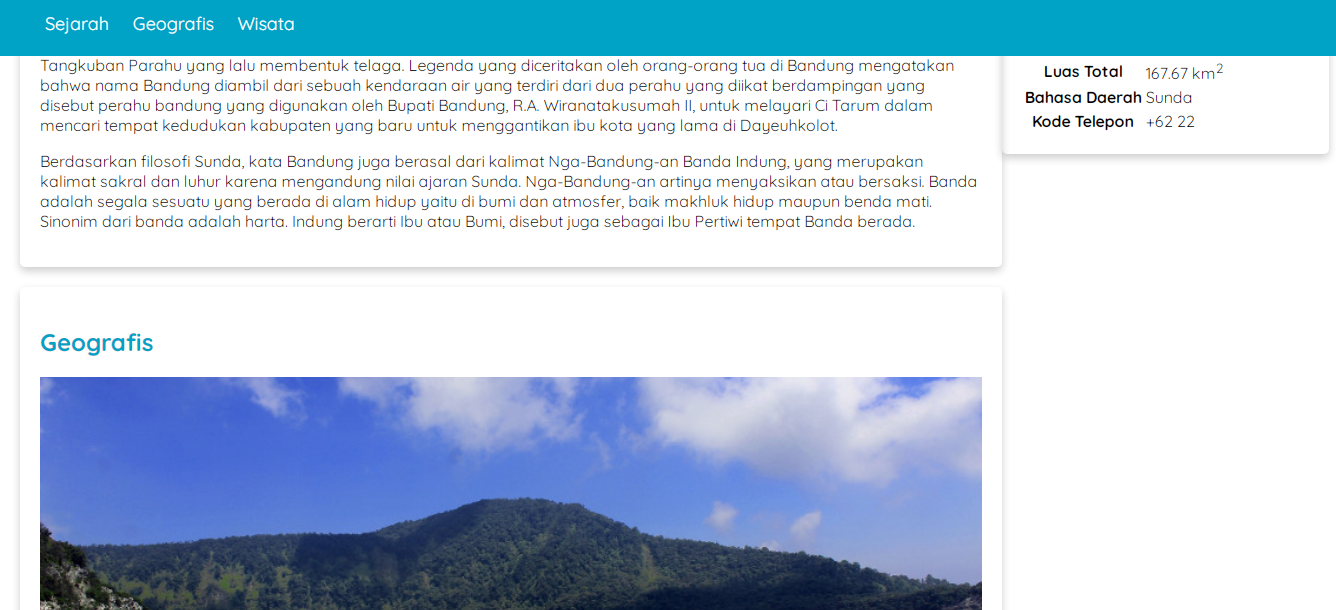 Sejarah Geografis Wisata
Tangkuban Parahu yang lalu membentuk telaga. Legenda yang diceritakan oleh orang-orang tua di Bandung mengatakan
bahwa nama Bandung diambil dari sebuah kendaraan air yang terdiri dari dua perahu yang diikat berdampingan yang
disebut perahu bandung yang digunakan oleh Bupati Bandung, R.A. Wiranatakusumah II, untuk melayari Ci Tarum dalam
mencari tempat kedudukan kabupaten yang baru untuk menggantikan ibu kota yang lama di Dayeuhkolot.
Berdasarkan filosofi Sunda, kata Bandung juga berasal dari kalimat Nga-Bandung-an Banda Indung, yang merupakan
kalimat sakral dan luhur karena mengandung nilai ajaran Sunda. Nga-Bandung-an artinya menyaksikan atau bersaksi. Banda
adalah segala sesuatu yang berada di alam hidup yaitu di bumi dan atmosfer, baik makhluk hidup maupun benda mati.
Sinonim dari banda adalah harta. Indung berarti Ibu atau Bumi, disebut juga sebagai Ibu Pertiwi tempat Banda berada.
Geografis
Luas Total 167.67 km2
Bahasa Daerah Sunda
Kode Telepon +62 22